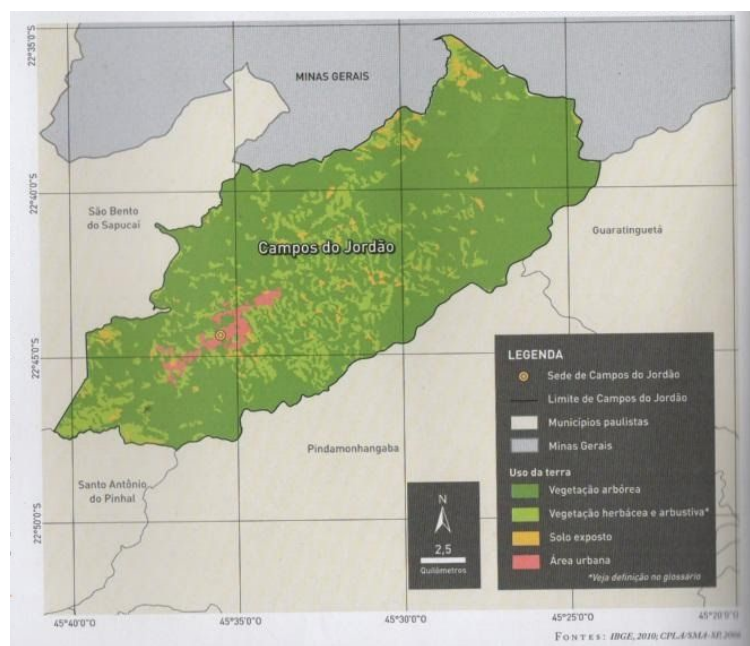 22°35'0"S
MINAS GERAIS
22°40'0"S
São Bento
do Sapucaí
Guaratinguetá
Campos do Jordão
22°45'0"S
LEGENDA
Sede de Campos do Jordão
Limite de Campos do Jordão
Municípios paulistas
Minas Gerais
Uso da terra
Vegetação arbórea
Vegetação herbácea e arbustiva*
Solo exposto
Área urbana
*Veja definição no glossário
Pindamonhangaba
Santo Antônio
do Pinhal
N
2,5
Quilômetros
22°50'0"S
45°40'0"O
45°35'0"O
45°30'0"O
45°25'0"O
45°20'0"O
FONTES: IBGE, 2010; CPLA/SMA-SP, 2009